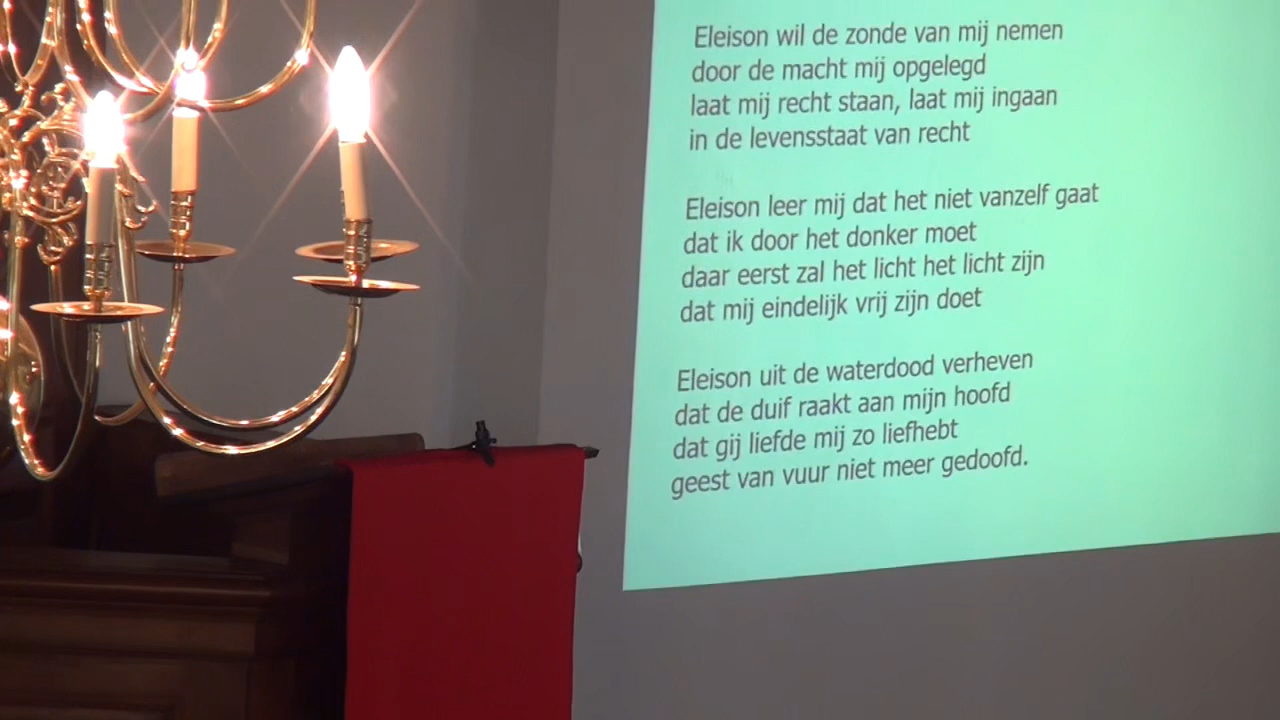 Eleison wil de zonde van mij nemen
door de macht mij opgelegd
laat mij recht staan, laat mij ingaan
in de levensstaat van recht
Eleison leer mij dat het niet vanzelf gaat
dat ik door het donker moet
daar eerst zal het licht het licht zijn
dat mij eindelijk vrij zijn doet
Eleison uit de waterdood verheven
dat de duif raakt aan mijn hoofd
dat gij liefde mij zo liefhebt
geest van vuur niet meer gedoofd.